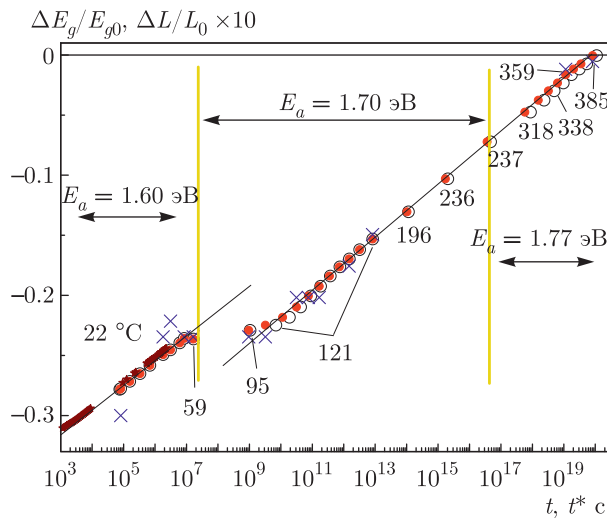 ΔE_g/E_{g0}, ΔL/L_0 ×10
0
−0.1
−0.2
−0.3
359
385
338
318
237
236
196
121
95
59
E_a = 1.70 эВ
E_a = 1.60 эВ
E_a = 1.77 эВ
22 °C
10^3 10^5 10^7 10^9 10^11 10^13 10^15 10^17 10^19
t, t* с